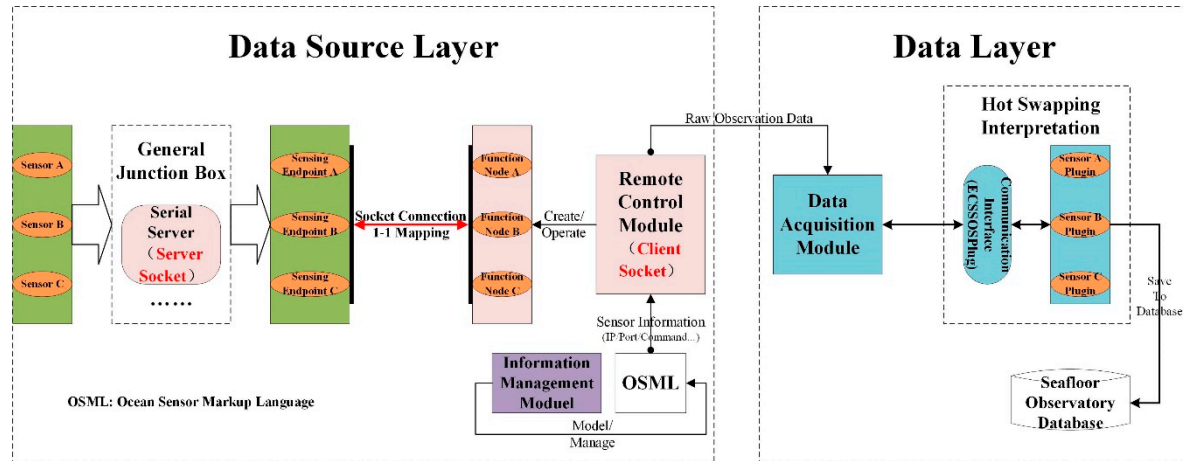 Data Source Layer
Sensor A
Sensor B
Sensor C
General
Junction Box
Serial
Server
（Server
Socket）
……
Sensing
Endpoint A
Sensing
Endpoint B
Sensing
Endpoint C
Socket Connection
1-1 Mapping
Function
Node A
Function
Node B
Function
Node C
Create/
Operate
Remote
Control
Module
（Client
Socket）
Sensor Information
(IP/Port/Command...)
Information
Management
Moduel
OSML
Model/
Manage
OSML: Ocean Sensor Markup Language
Raw Observation Data
Data Layer
Data
Acquisition
Module
Hot Swapping
Interpretation
Communication
Interface
(ECSSOSPlug)
Sensor A
Plugin
Sensor B
Plugin
Sensor C
Plugin
Save
To
Database
Seafloor
Observatory
Database